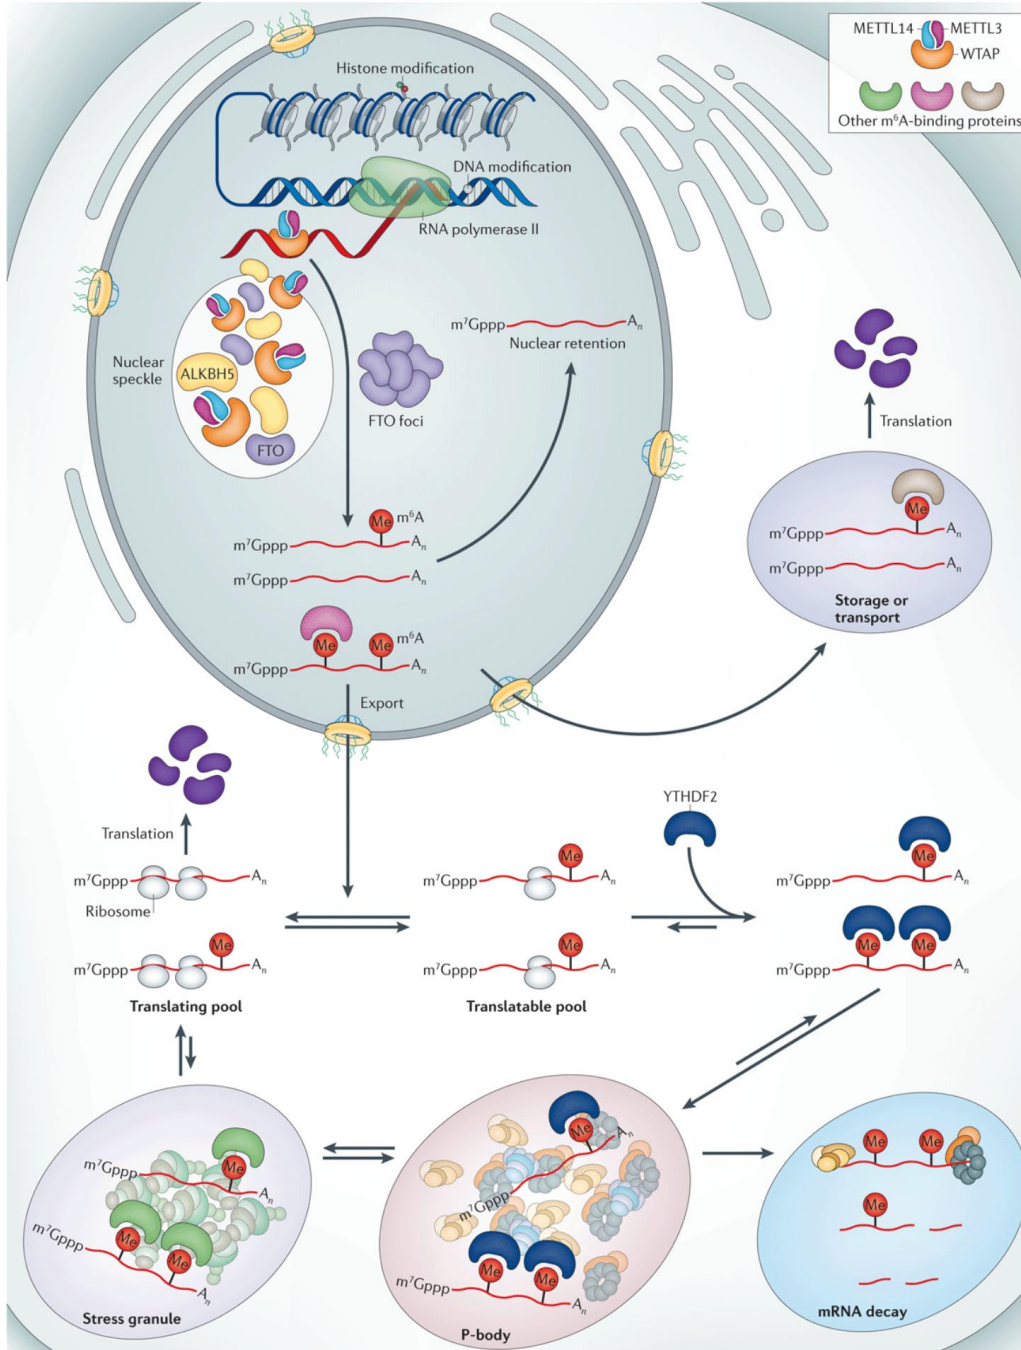 METTL14
METTL3
WTAP
Other m⁶A-binding proteins
Histone modification
DNA modification
RNA polymerase II
Nuclear
speckle
ALKBH5
FTO
FTO foci
m⁷Gppp Aₙ
Nuclear retention
Translation
Me
m⁷Gppp Aₙ
m⁷Gppp Aₙ
Storage or
transport
Me m⁶A
m⁷Gppp Aₙ
m⁷Gppp Aₙ
Me Me m⁶A
m⁷Gppp Aₙ
Export
Translation
m⁷Gppp Aₙ
Ribosome
Me
m⁷Gppp Aₙ
Translating pool
Me
m⁷Gppp Aₙ
Me
m⁷Gppp Aₙ
Translatable pool
YTHDF2
Me
m⁷Gppp Aₙ
Me Me
m⁷Gppp Aₙ
Me
m⁷Gppp Aₙ
Me Me
m⁷Gppp Aₙ
Stress granule
Me
m⁷Gppp Aₙ
Me Me
m⁷Gppp Aₙ
P-body
Me Me
Me
mRNA decay